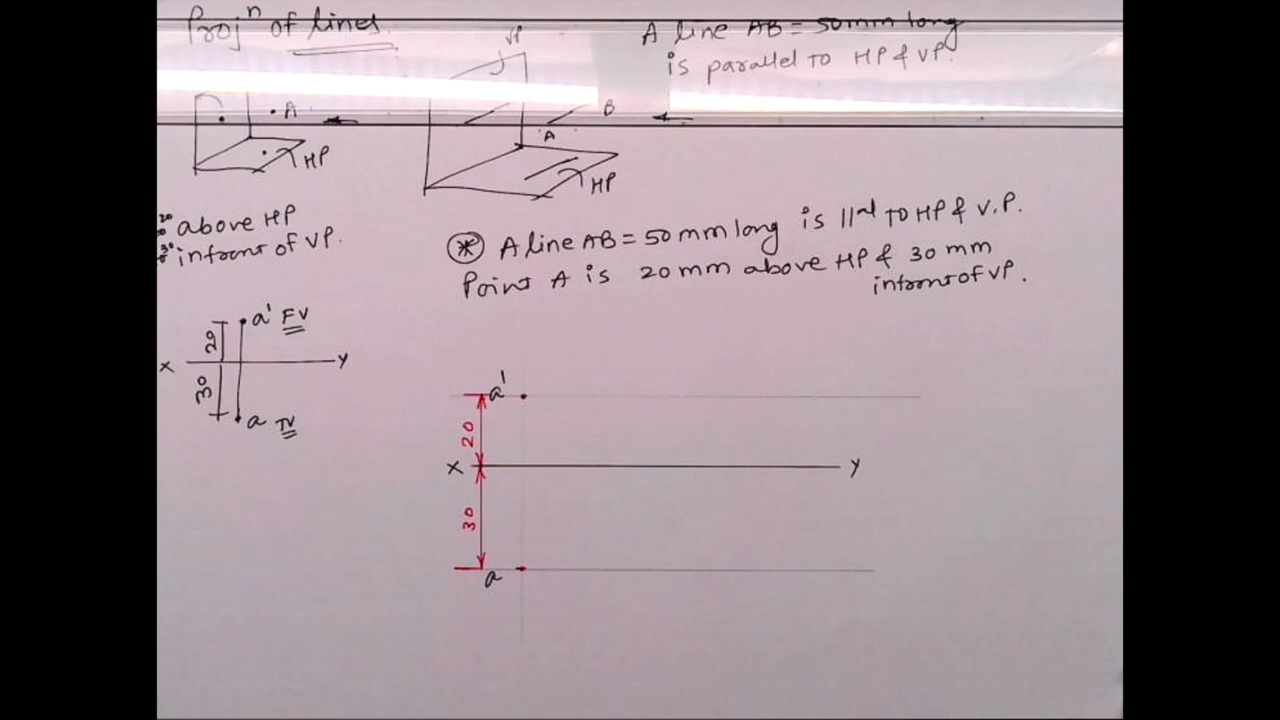 Projⁿ of lines
A line AB = 50mm long
is parallel TO HP & VP.
VP
A
B
A
HP
HP
20 above HP
30 infront of VP.
* A line AB = 50 mm long is 11ᵃˡ TO HP & V.P.
Point A is 20 mm above HP & 30 mm
infront of VP.
a' FV
20
X Y
30
a TV
a'
20
X Y
30
a